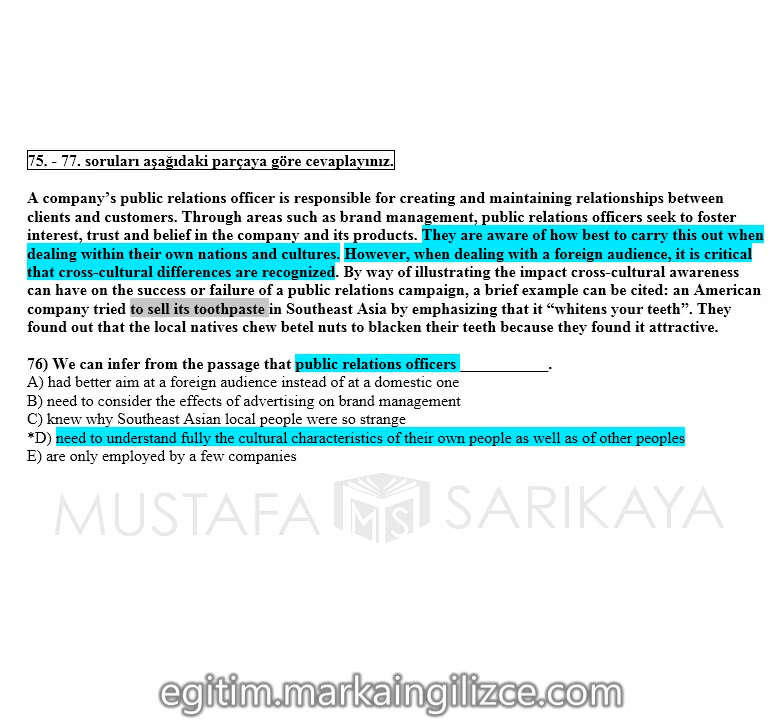 75. - 77. soruları aşağıdaki parçaya göre cevaplayınız.
A company’s public relations officer is responsible for creating and maintaining relationships between
clients and customers. Through areas such as brand management, public relations officers seek to foster
interest, trust and belief in the company and its products. They are aware of how best to carry this out when
dealing within their own nations and cultures. However, when dealing with a foreign audience, it is critical
that cross-cultural differences are recognized. By way of illustrating the impact cross-cultural awareness
can have on the success or failure of a public relations campaign, a brief example can be cited: an American
company tried to sell its toothpaste in Southeast Asia by emphasizing that it “whitens your teeth”. They
found out that the local natives chew betel nuts to blacken their teeth because they found it attractive.
76) We can infer from the passage that public relations officers ____________.
A) had better aim at a foreign audience instead of at a domestic one
B) need to consider the effects of advertising on brand management
C) knew why Southeast Asian local people were so strange
*D) need to understand fully the cultural characteristics of their own people as well as of other peoples
E) are only employed by a few companies
MUSTAFA MS SARIKAYA
egitim.markaingilizce.com